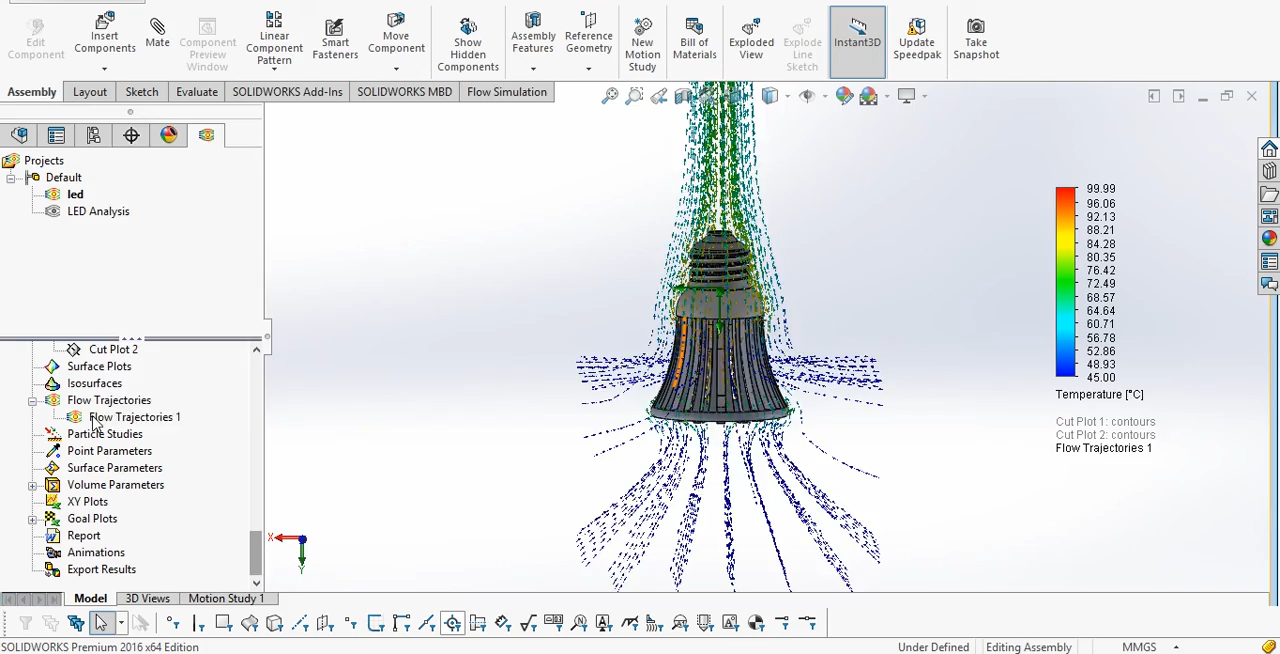 Edit Component
Insert Components
Mate
Component Preview Window
Linear Component Pattern
Smart Fasteners
Move Component
Show Hidden Components
Assembly Features
Reference Geometry
New Motion Study
Bill of Materials
Exploded View
Explode Line Sketch
Instant3D
Update Speedpak
Take Snapshot
Assembly Layout Sketch Evaluate SOLIDWORKS Add-Ins SOLIDWORKS MBD Flow Simulation
Projects
Default
led
LED Analysis
Cut Plot 2
Surface Plots
Isosurfaces
Flow Trajectories
Flow Trajectories 1
Particle Studies
Point Parameters
Surface Parameters
Volume Parameters
XY Plots
Goal Plots
Report
Animations
Export Results
99.99
96.06
92.13
88.21
84.28
80.35
76.42
72.49
68.57
64.64
60.71
56.78
52.86
48.93
45.00
Temperature [°C]
Cut Plot 1: contours
Cut Plot 2: contours
Flow Trajectories 1
X
Y
Model 3D Views Motion Study 1
SOLIDWORKS Premium 2016 x64 Edition Under Defined Editing Assembly MMGS